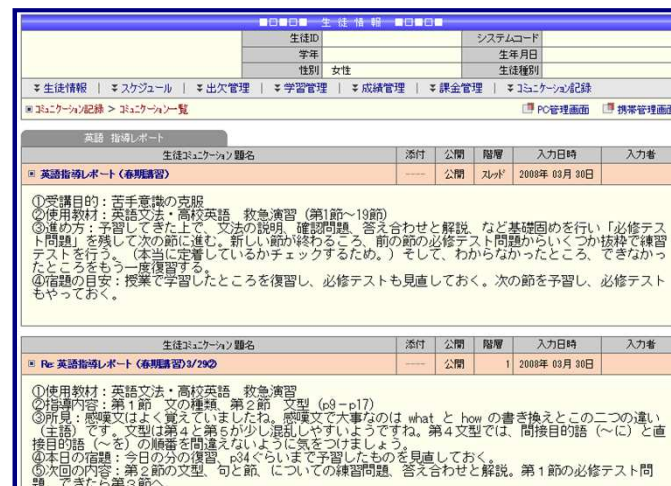 ■□■□■ 生 徒 情 報 ■□■□■
生徒ID システムコード
学年 生年月日
性別 女性 生徒種別
生徒情報 | スケジュール | 出欠管理 | 学習管理 | 成績管理 | 課金管理 | コミュニケーション記録
コミュニケーション記録 > コミュニケーション一覧 PC管理画面 携帯管理画面
英語 指導レポート
生徒コミュニケーション題名 添付 公開 階層 入力日時 入力者
英語指導レポート(春期講習) ---- 公開 スレッド 2008年 03月 30日
①受講目的:苦手意識の克服
②使用教材:英語文法・高校英語 救急演習(第1節~19節)
③進め方:予習してきた上で、文法の説明、確認問題、答え合わせと解説、など基礎固めを行い「必修テス
ト問題」を残して次の節に進む。新しい節が終わるころ、前の節の必修テスト問題からいくつか抜粋で練習
テストを行う。(本当に定着しているかチェックするため。)そして、わからなかったところ、できなかっ
たところをもう一度復習する。
④宿題の目安:授業で学習したところを復習し、必修テストも見直しておく。次の節を予習し、必修テスト
もやっておく。
生徒コミュニケーション題名 添付 公開 階層 入力日時 入力者
Re: 英語指導レポート(春期講習)3/29② ---- 公開 1 2008年 03月 30日
①使用教材:英語文法・高校英語 救急演習
②指導内容:第1節 文の種類、第2節 文型(p9-p17)
③所見:感嘆文はよく覚えていましたね。感嘆文で大事なのは what と how の書き換えとこの二つの違い
(主語)です。文型は第4と第5が少し混乱しやすいようですね。第4文型では、間接目的語(~に)と直
接目的語(~を)の順番を間違えないように気をつけましょう。
④本日の宿題:今日の分の復習、p34ぐらいまで予習したものを見直しておく。
⑤次回の内容:第2節の文型、句と節、についての練習問題、答え合わせと解説。第1節の必修テスト問
題、できたら第3節へ